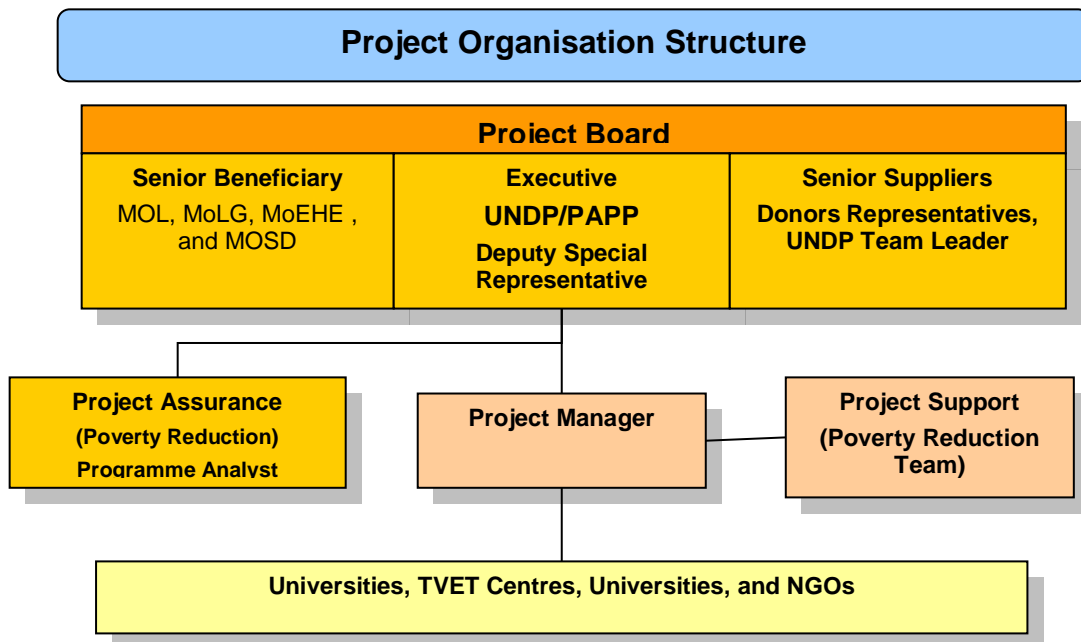 Project Organisation Structure
Project Board
Senior Beneficiary
MOL, MoLG, MoEHE ,
and MOSD
Executive
UNDP/PAPP
Deputy Special
Representative
Senior Suppliers
Donors Representatives,
UNDP Team Leader
Project Assurance
(Poverty Reduction)
Programme Analyst
Project Manager
Project Support
(Poverty Reduction
Team)
Universities, TVET Centres, Universities, and NGOs